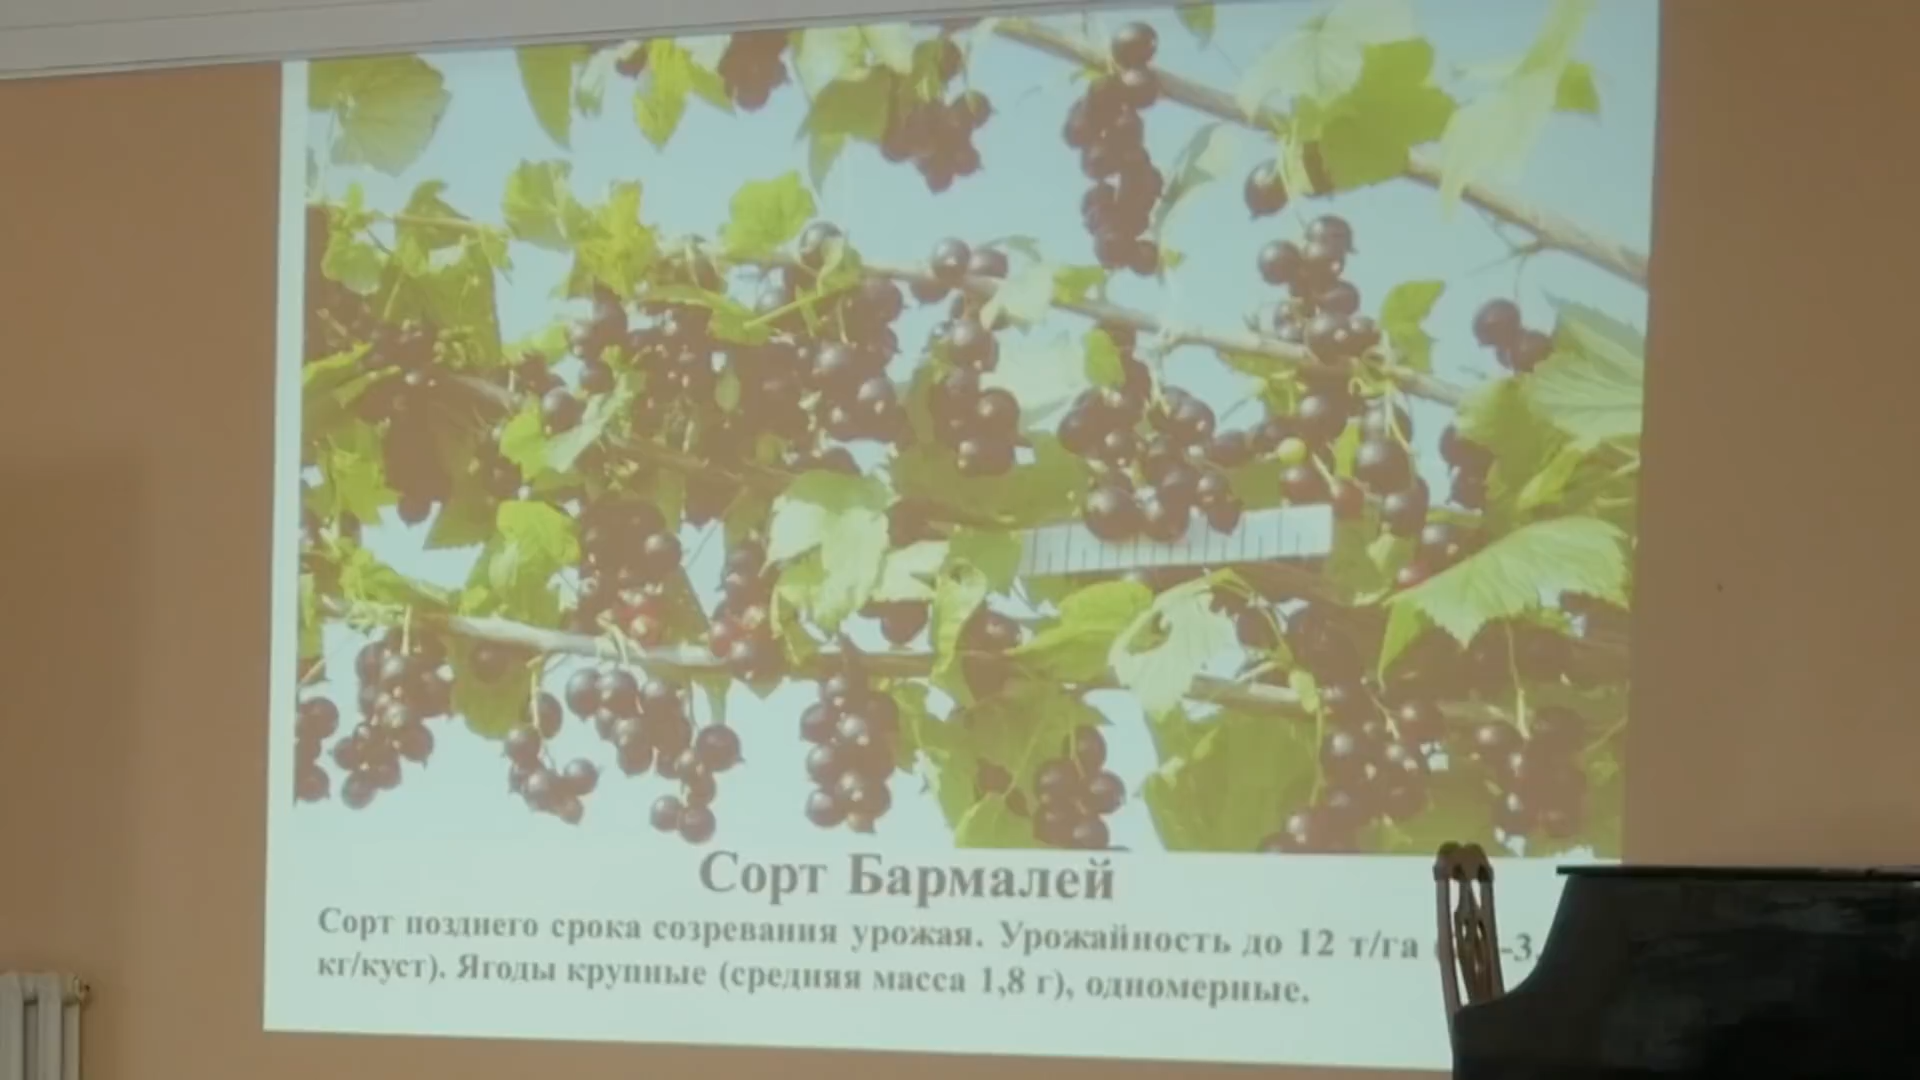 Сорт Бармалей
Сорт позднего срока созревания урожая. Урожайность до 12 т/га
кг/куст). Ягоды крупные (средняя масса 1,8 г), одномерные.